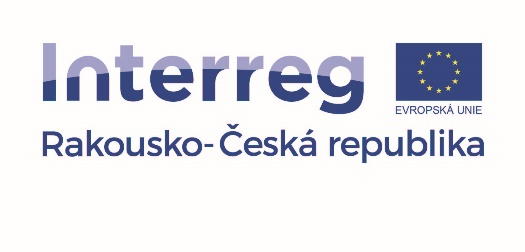 Interreg
EVROPSKÁ UNIE
Rakousko-Česká republika